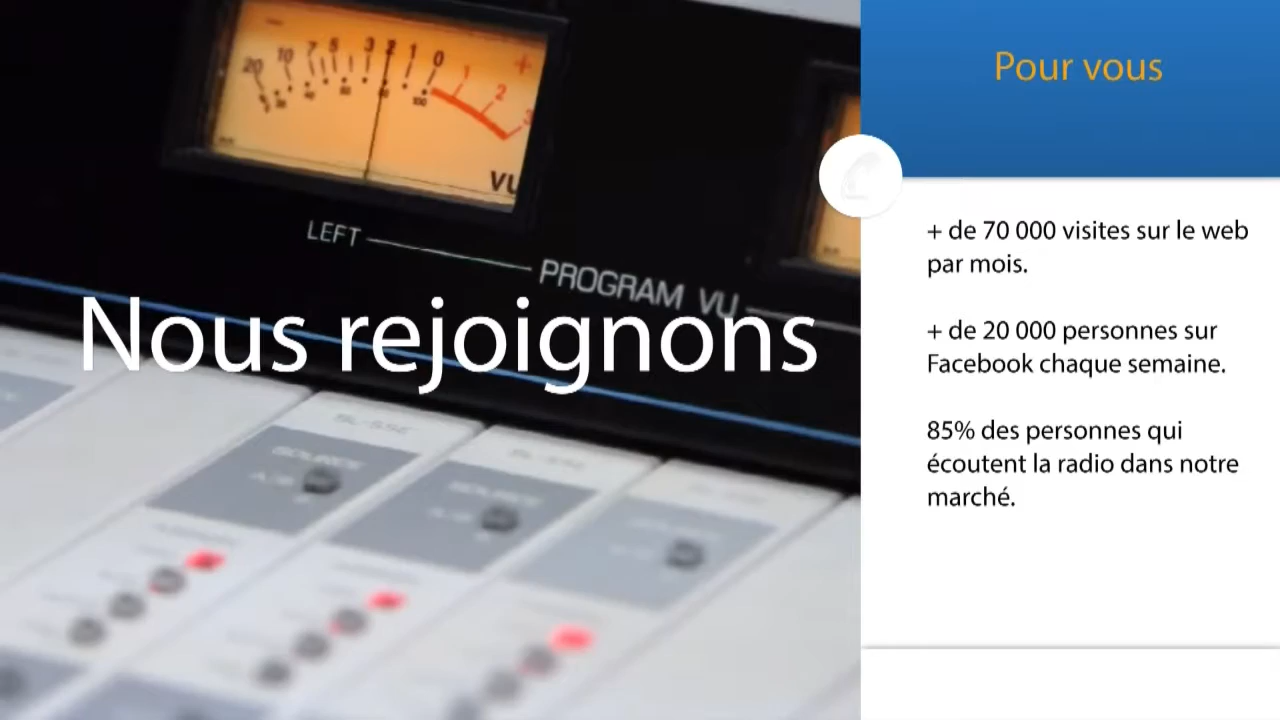 20 10 7 5 3 2 1 0 1 2 3 +
100
VU
LEFT
PROGRAM VU
Nous rejoignons
SOURCE
Pour vous
+ de 70 000 visites sur le web
par mois.
+ de 20 000 personnes sur
Facebook chaque semaine.
85% des personnes qui
écoutent la radio dans notre
marché.